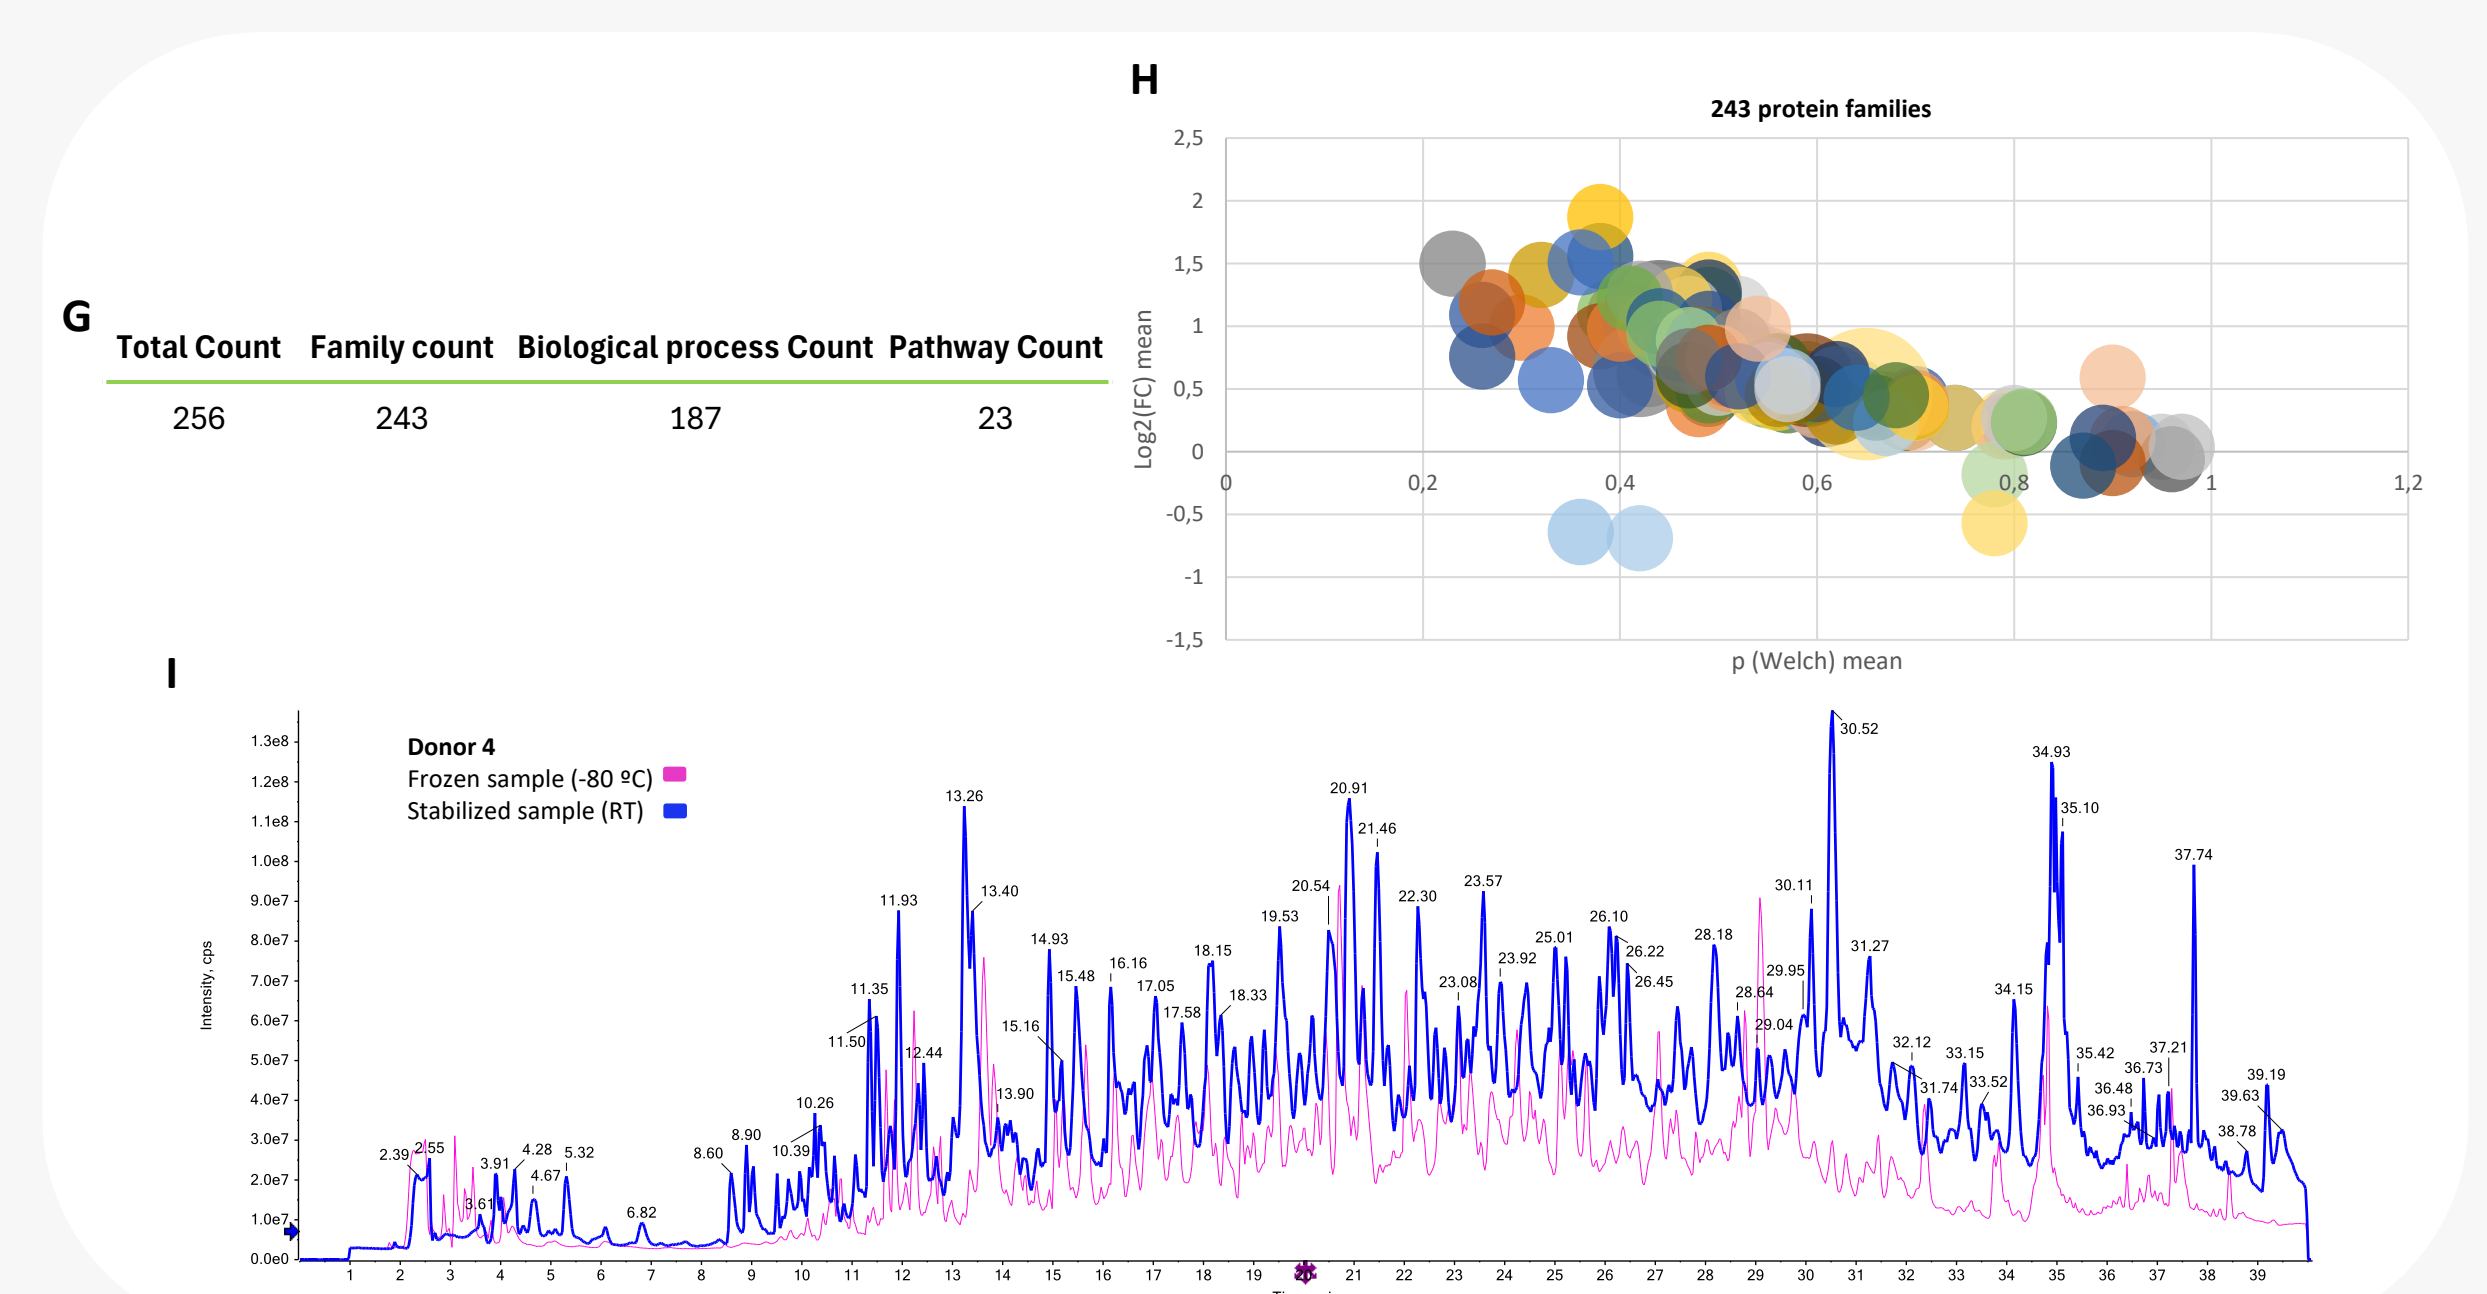 G
Total Count Family count Biological process Count Pathway Count
256 243 187 23
H
243 protein families
2,5
2
1,5
1
0,5
0
-0,5
-1
-1,5
Log2(FC) mean
0 0,2 0,4 0,6 0,8 1 1,2
p (Welch) mean
I
Donor 4
Frozen sample (-80 ºC)
Stabilized sample (RT)
Intensity, cps
1.3e8
1.2e8
1.1e8
1.0e8
9.0e7
8.0e7
7.0e7
6.0e7
5.0e7
4.0e7
3.0e7
2.0e7
1.0e7
0.0e0
2.39
2.55
3.61
3.91
4.28
4.67
5.32
6.82
8.60
8.90
10.26
10.39
11.35
11.50
11.93
12.44
13.26
13.40
13.90
14.93
15.16
15.48
16.16
17.05
17.58
18.15
18.33
19.53
20.54
20.91
21.46
22.30
23.08
23.57
23.92
25.01
26.10
26.22
26.45
28.18
28.64
29.04
29.95
30.11
30.52
31.27
31.74
32.12
33.15
33.52
34.15
34.93
35.10
35.42
36.48
36.73
36.93
37.21
37.74
38.78
39.19
39.63
1 2 3 4 5 6 7 8 9 10 11 12 13 14 15 16 17 18 19 20 21 22 23 24 25 26 27 28 29 30 31 32 33 34 35 36 37 38 39